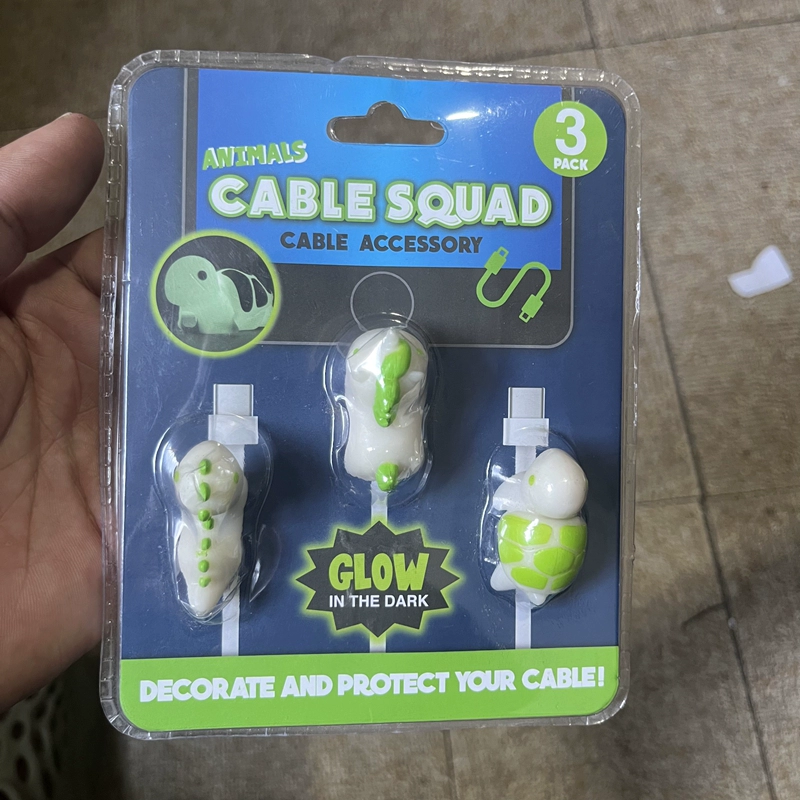 3
PACK
ANIMALS
CABLE SQUAD
CABLE ACCESSORY
GLOW
IN THE DARK
DECORATE AND PROTECT YOUR CABLE!